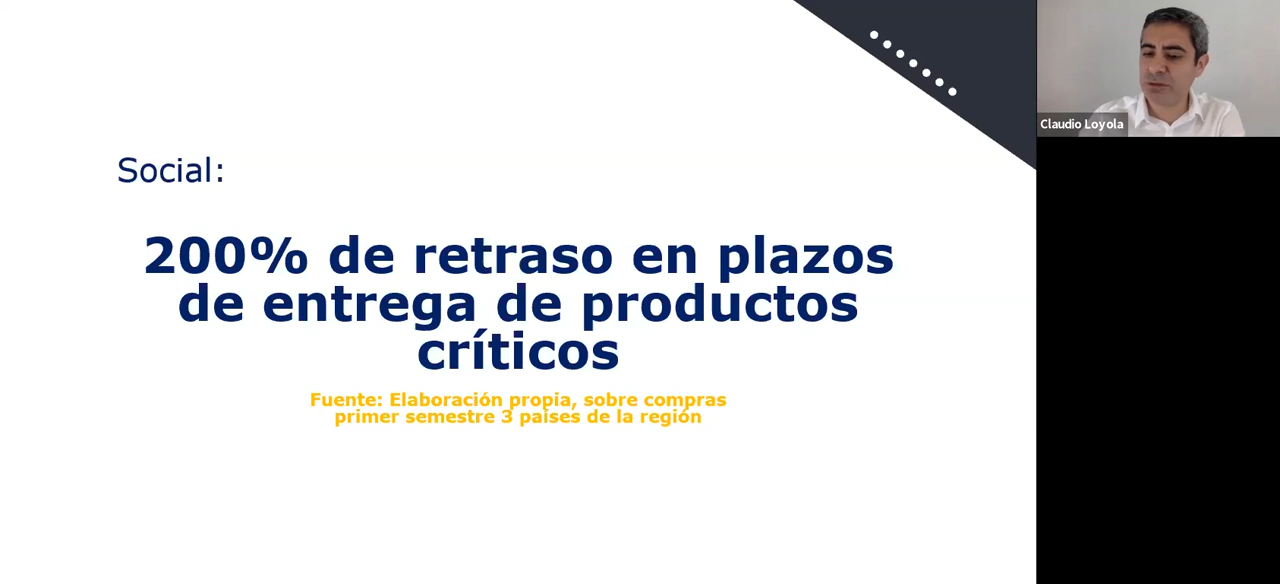 Claudio Loyola
Social:
200% de retraso en plazos
de entrega de productos
críticos
Fuente: Elaboración propia, sobre compras
primer semestre 3 países de la región